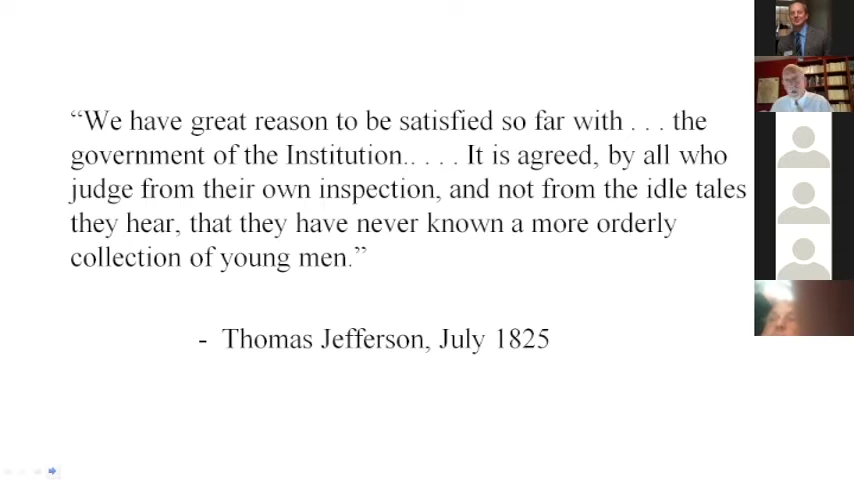 “We have great reason to be satisfied so far with . . . the
government of the Institution.. . . . It is agreed, by all who
judge from their own inspection, and not from the idle tales
they hear, that they have never known a more orderly
collection of young men.”
- Thomas Jefferson, July 1825